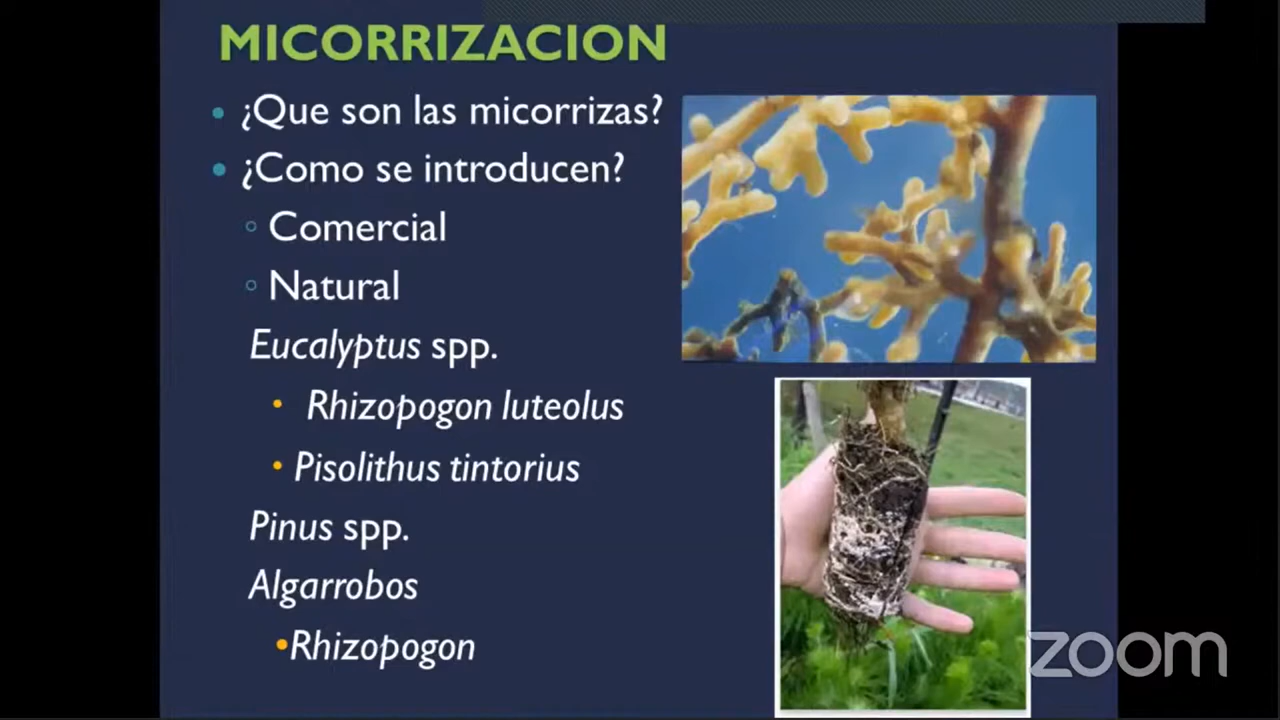 MICORRIZACION
• ¿Que son las micorrizas?
• ¿Como se introducen?
○ Comercial
○ Natural
Eucalyptus spp.
• Rhizopogon luteolus
• Pisolithus tintorius
Pinus spp.
Algarrobos
•Rhizopogon
zoom